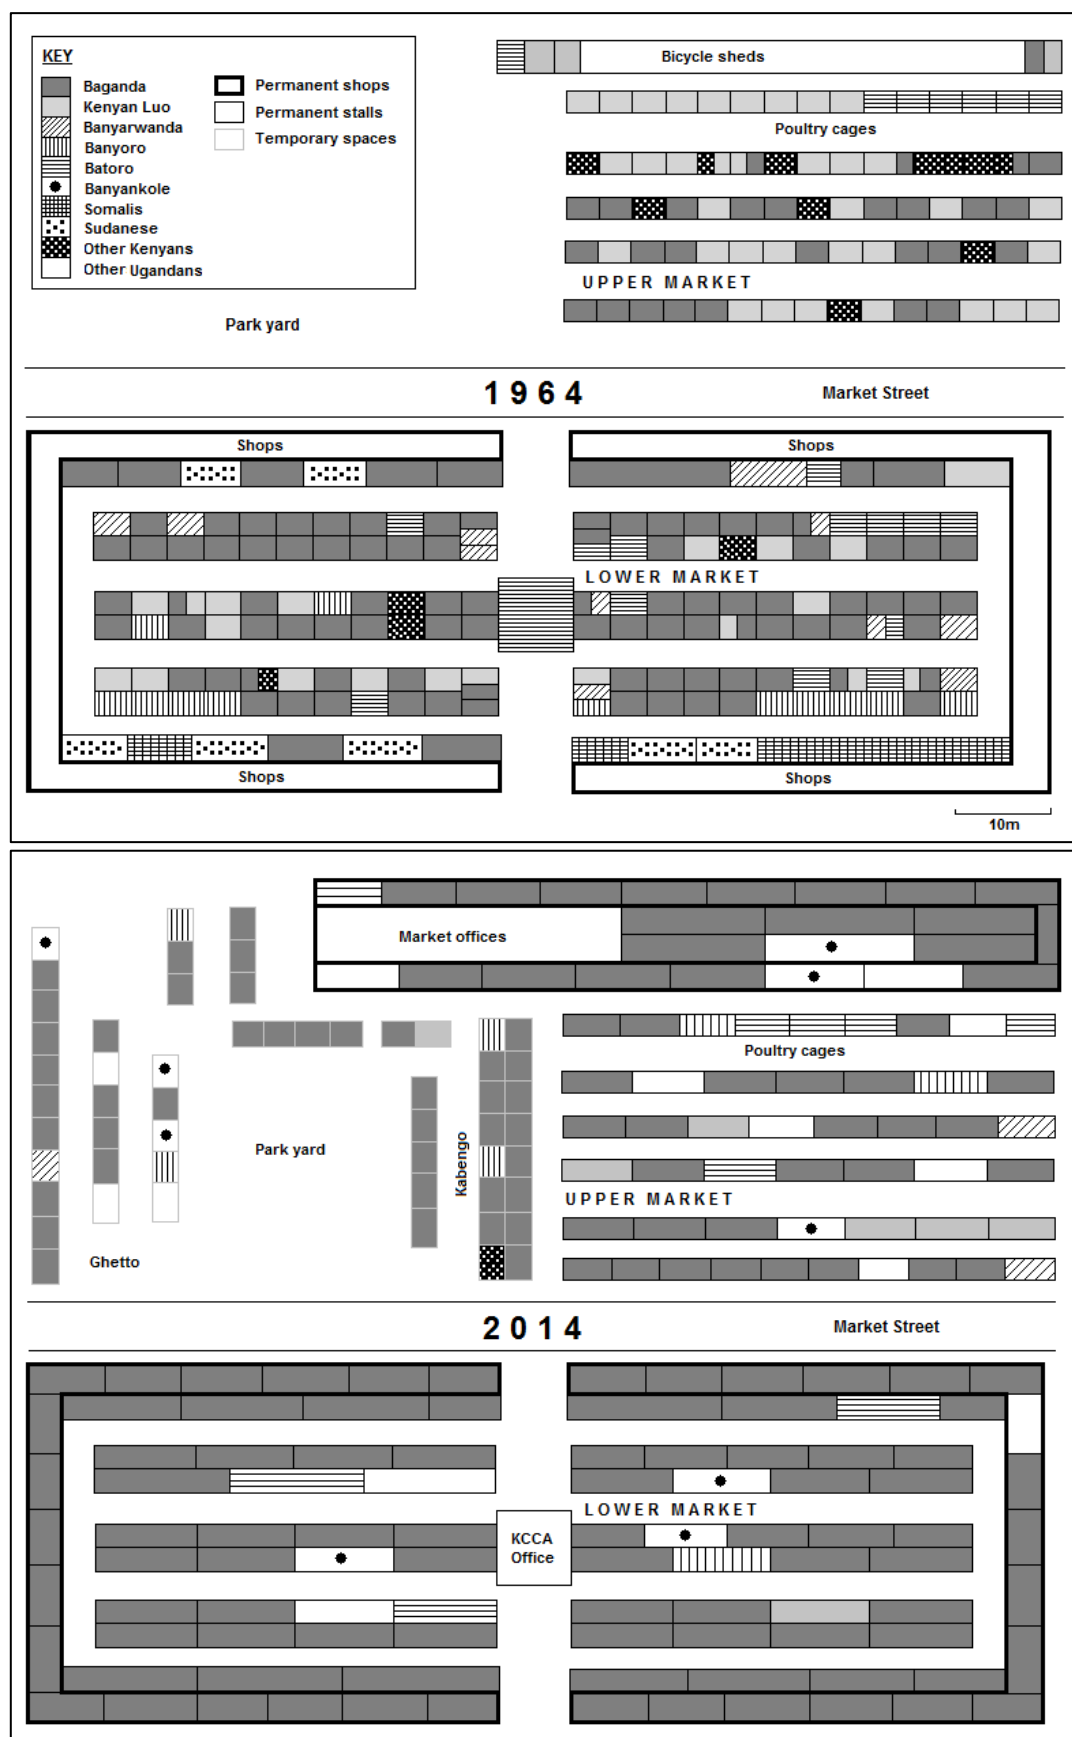 KEY
Baganda
Kenyan Luo
Banyarwanda
Banyoro
Batoro
Banyankole
Somalis
Sudanese
Other Kenyans
Other Ugandans
Permanent shops
Permanent stalls
Temporary spaces
Bicycle sheds
Poultry cages
UPPER MARKET
Park yard
1964
Market Street
Shops
Shops
LOWER MARKET
Shops
Shops
10m
Market offices
Poultry cages
Park yard
Kabengo
UPPER MARKET
Ghetto
2014
Market Street
LOWER MARKET
KCCA
Office